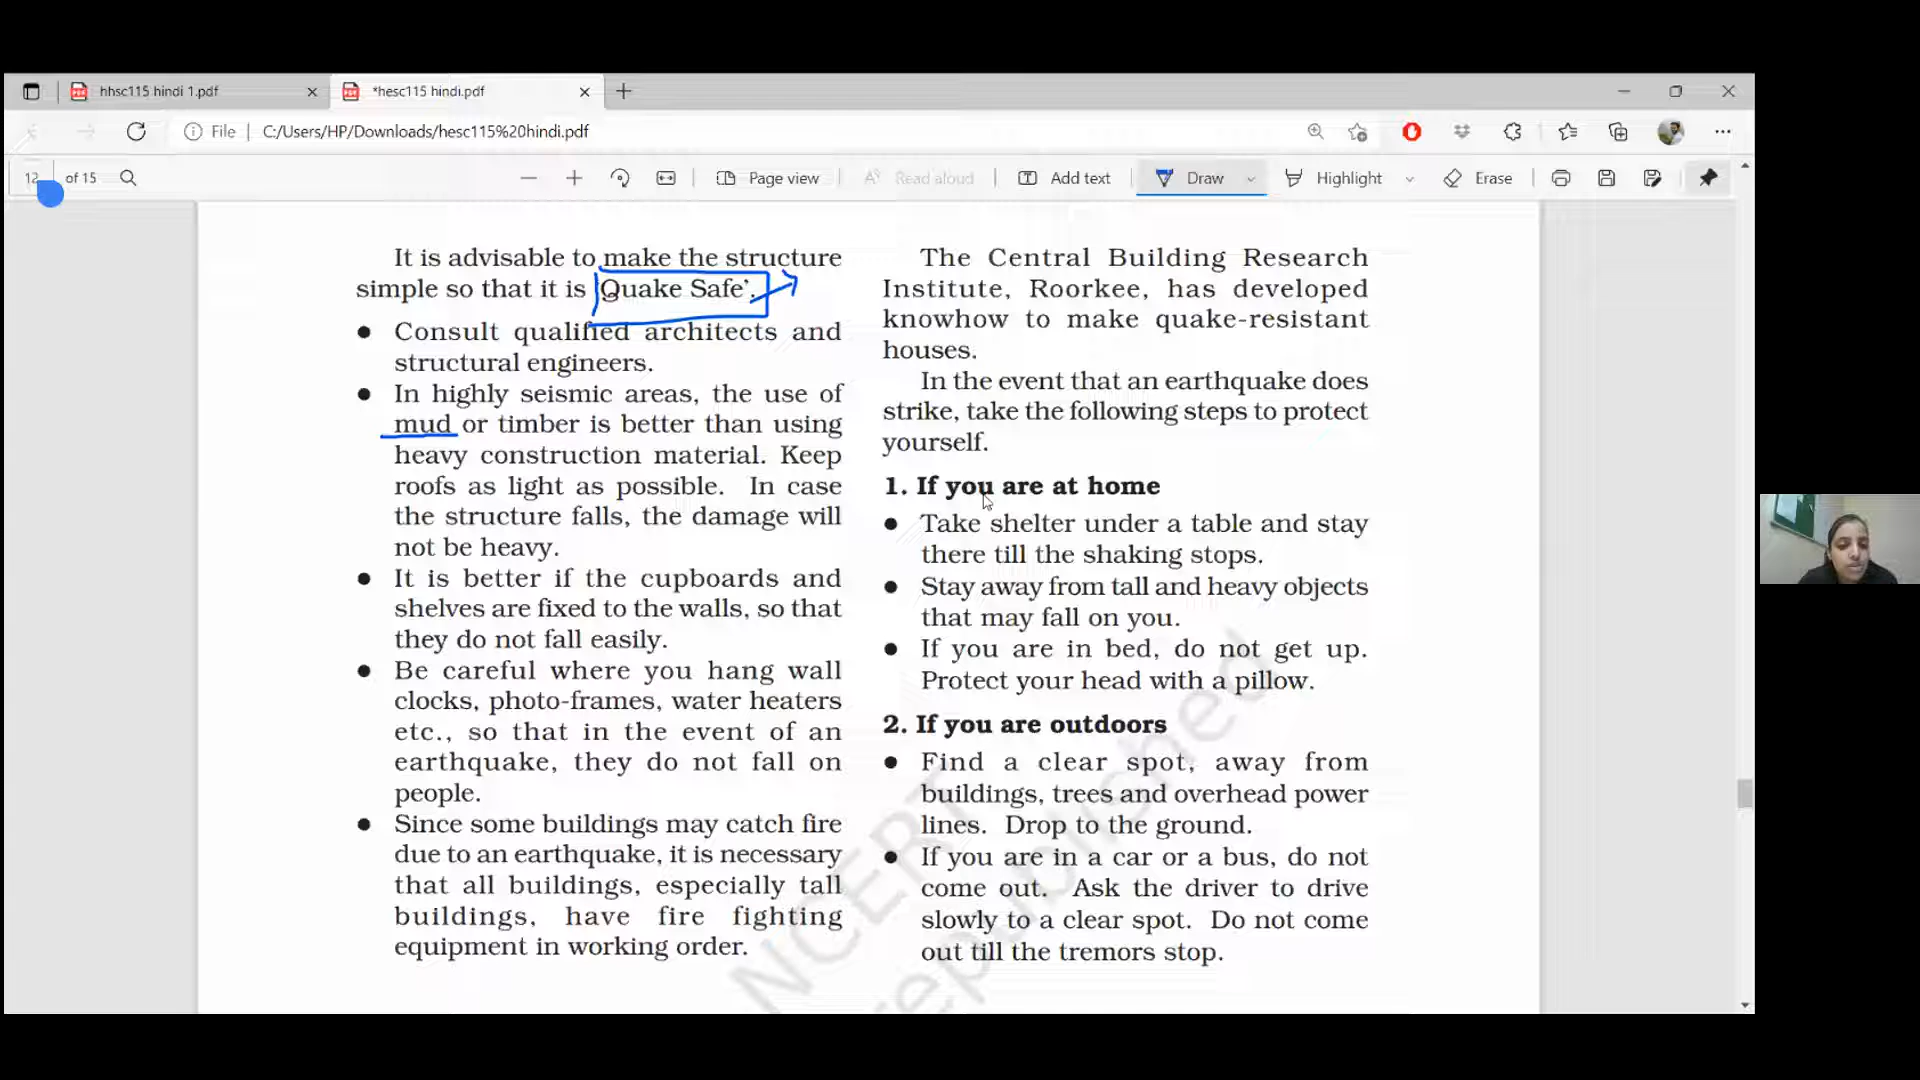 hhsc115 hindi 1.pdf
*hesc115 hindi.pdf
File
C:/Users/HP/Downloads/hesc115%20hindi.pdf
12 of 15
Page view
Read aloud
Add text
Draw
Highlight
Erase
It is advisable to make the structure
simple so that it is 'Quake Safe'.
● Consult qualified architects and
structural engineers.
● In highly seismic areas, the use of
mud or timber is better than using
heavy construction material. Keep
roofs as light as possible. In case
the structure falls, the damage will
not be heavy.
● It is better if the cupboards and
shelves are fixed to the walls, so that
they do not fall easily.
● Be careful where you hang wall
clocks, photo-frames, water heaters
etc., so that in the event of an
earthquake, they do not fall on
people.
● Since some buildings may catch fire
due to an earthquake, it is necessary
that all buildings, especially tall
buildings, have fire fighting
equipment in working order.
The Central Building Research
Institute, Roorkee, has developed
knowhow to make quake-resistant
houses.
In the event that an earthquake does
strike, take the following steps to protect
yourself.
1. If you are at home
● Take shelter under a table and stay
there till the shaking stops.
● Stay away from tall and heavy objects
that may fall on you.
● If you are in bed, do not get up.
Protect your head with a pillow.
2. If you are outdoors
● Find a clear spot, away from
buildings, trees and overhead power
lines. Drop to the ground.
● If you are in a car or a bus, do not
come out. Ask the driver to drive
slowly to a clear spot. Do not come
out till the tremors stop.
NCERT
republished